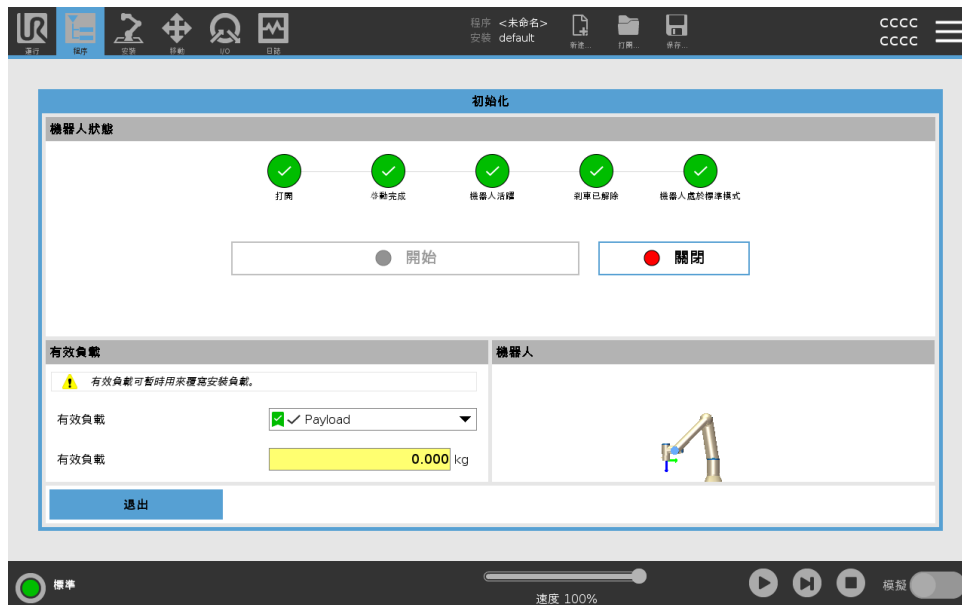 程序 <未命名>
安裝 default
cccc
cccc
運行
程序
安裝
移動
I/O
日誌
新建...
打開...
保存...
初始化
機器人狀態
打開
啓動完成
機器人活躍
剎車已解除
機器人處於標準模式
開始
關閉
有效負載
機器人
有效負載可暫時用來覆寫安裝負載。
有效負載
Payload
有效負載
0.000 kg
退出
標準
速度 100%
模擬